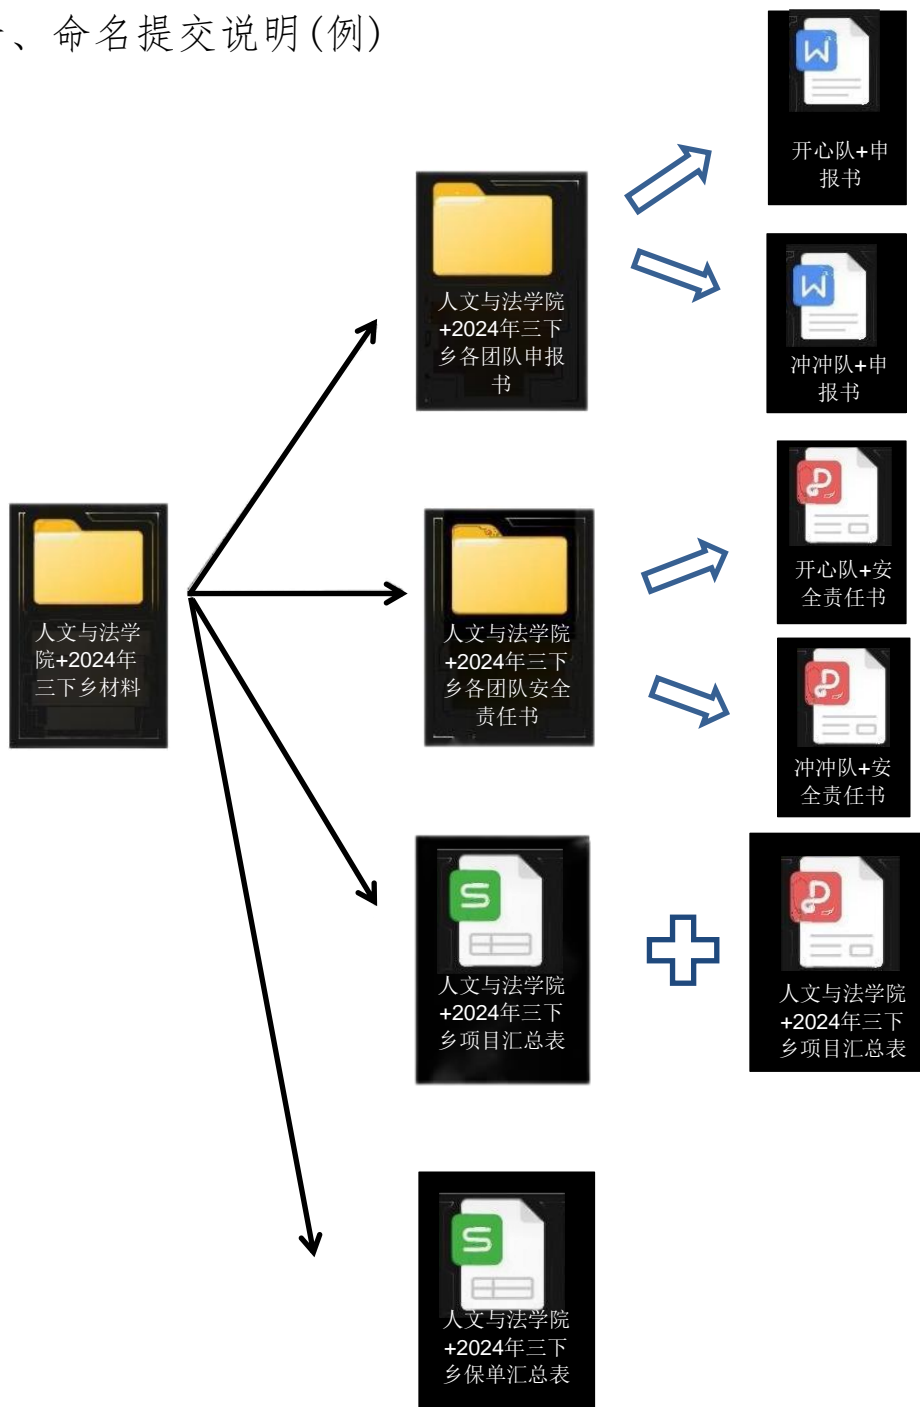 、命名提交说明(例)
开心队+申
报书
人文与法学院
+2024年三下
乡各团队申报
书
冲冲队+申
报书
开心队+安
全责任书
人文与法学
院+2024年
三下乡材料
人文与法学院
+2024年三下
乡各团队安全
责任书
冲冲队+安
全责任书
人文与法学院
+2024年三下
乡项目汇总表
人文与法学院
+2024年三下
乡项目汇总表
人文与法学院
+2024年三下
乡保单汇总表